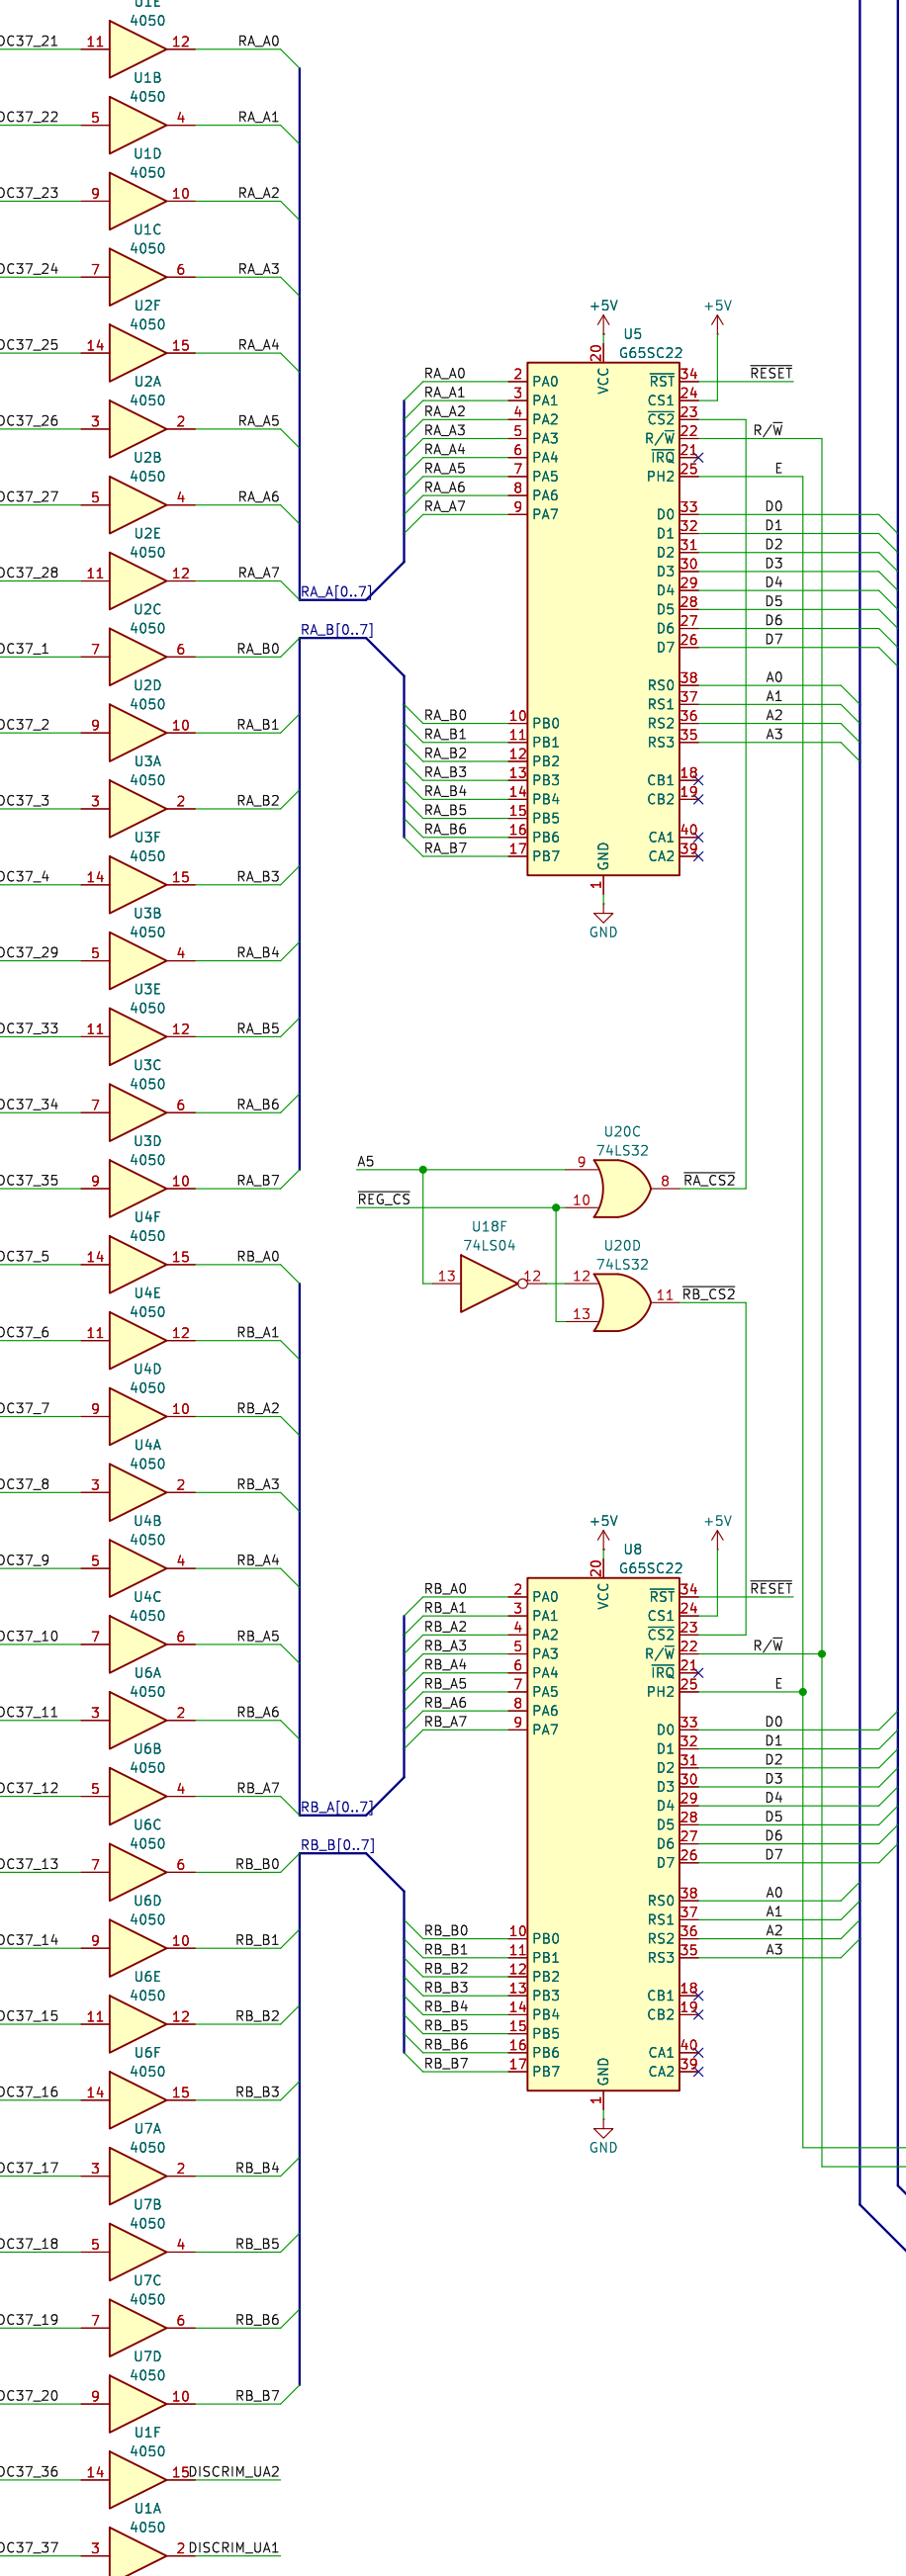 U1E
4050
DC37_21 11 12 RA_A0
U1B
4050
DC37_22 5 4 RA_A1
U1D
4050
DC37_23 9 10 RA_A2
U1C
4050
DC37_24 7 6 RA_A3
U2F
4050
DC37_25 14 15 RA_A4
U2A
4050
DC37_26 3 2 RA_A5
U2B
4050
DC37_27 5 4 RA_A6
U2E
4050
DC37_28 11 12 RA_A7
RA_A[0..7]
U2C
4050
DC37_1 7 6 RA_B0
RA_B[0..7]
U2D
4050
DC37_2 9 10 RA_B1
U3A
4050
DC37_3 3 2 RA_B2
U3F
4050
DC37_4 14 15 RA_B3
U3B
4050
DC37_29 5 4 RA_B4
U3E
4050
DC37_33 11 12 RA_B5
U3C
4050
DC37_34 7 6 RA_B6
U3D
4050
DC37_35 9 10 RA_B7
U4F
4050
DC37_5 14 15 RB_A0
U4E
4050
DC37_6 11 12 RB_A1
U4D
4050
DC37_7 9 10 RB_A2
U4A
4050
DC37_8 3 2 RB_A3
U4B
4050
DC37_9 5 4 RB_A4
U4C
4050
DC37_10 7 6 RB_A5
U6A
4050
DC37_11 3 2 RB_A6
U6B
4050
DC37_12 5 4 RB_A7
RB_A[0..7]
U6C
4050
DC37_13 7 6 RB_B0
RB_B[0..7]
U6D
4050
DC37_14 9 10 RB_B1
U6E
4050
DC37_15 11 12 RB_B2
U6F
4050
DC37_16 14 15 RB_B3
U7A
4050
DC37_17 3 2 RB_B4
U7B
4050
DC37_18 5 4 RB_B5
U7C
4050
DC37_19 7 6 RB_B6
U7D
4050
DC37_20 9 10 RB_B7
U1F
4050
DC37_36 14 15 DISCRIM_UA2
U1A
4050
DC37_37 3 2 DISCRIM_UA1
+5V +5V
U5
G65SC22
20
VCC
RA_A0 2 PA0 RST 34 RESET
RA_A1 3 PA1 CS1 24
RA_A2 4 PA2 CS2 23
RA_A3 5 PA3 R/W 22 R/W
RA_A4 6 PA4 IRQ 21
RA_A5 7 PA5 PH2 25 E
RA_A6 8 PA6
RA_A7 9 PA7 D0 33 D0
D1 32 D1
D2 31 D2
D3 30 D3
D4 29 D4
D5 28 D5
D6 27 D6
D7 26 D7
RS0 38 A0
RS1 37 A1
RA_B0 10 PB0 RS2 36 A2
RA_B1 11 PB1 RS3 35 A3
RA_B2 12 PB2
RA_B3 13 PB3 CB1 18
RA_B4 14 PB4 CB2 19
RA_B5 15 PB5
RA_B6 16 PB6 CA1 40
RA_B7 17 PB7 CA2 39
GND
1
GND
U20C
74LS32
A5 9
8 RA_CS2
REG_CS 10
U18F
74LS04
U20D
74LS32
13 12 12
11 RB_CS2
13
+5V +5V
U8
G65SC22
20
VCC
RB_A0 2 PA0 RST 34 RESET
RB_A1 3 PA1 CS1 24
RB_A2 4 PA2 CS2 23
RB_A3 5 PA3 R/W 22 R/W
RB_A4 6 PA4 IRQ 21
RB_A5 7 PA5 PH2 25 E
RB_A6 8 PA6
RB_A7 9 PA7 D0 33 D0
D1 32 D1
D2 31 D2
D3 30 D3
D4 29 D4
D5 28 D5
D6 27 D6
D7 26 D7
RS0 38 A0
RS1 37 A1
RB_B0 10 PB0 RS2 36 A2
RB_B1 11 PB1 RS3 35 A3
RB_B2 12 PB2
RB_B3 13 PB3 CB1 18
RB_B4 14 PB4 CB2 19
RB_B5 15 PB5
RB_B6 16 PB6 CA1 40
RB_B7 17 PB7 CA2 39
GND
1
GND